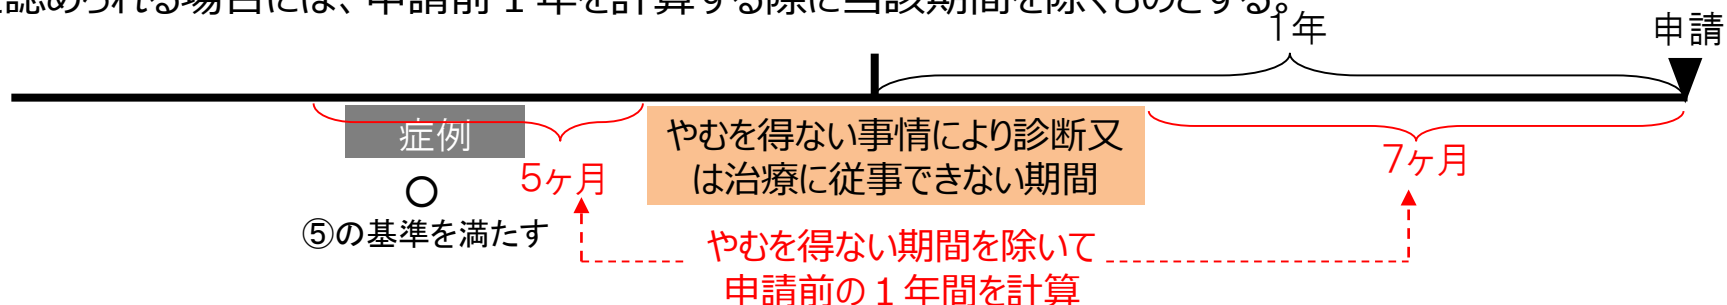 認められる場合には、申請前１年を計算する際に当該期間を除くものとする。
1年
申請
症例
やむを得ない事情により診断又
は治療に従事できない期間
5ヶ月
7ヶ月
○
⑤の基準を満たす
やむを得ない期間を除いて
申請前の１年間を計算